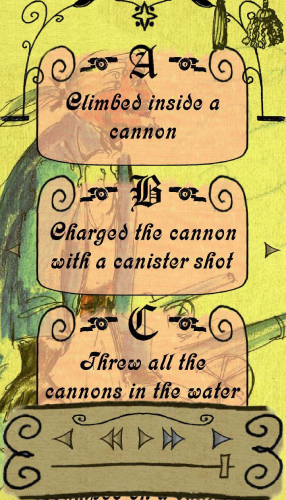 A
Climbed inside a
cannon
B
Charged the cannon
with a canister shot
C
Threw all the
cannons in the water